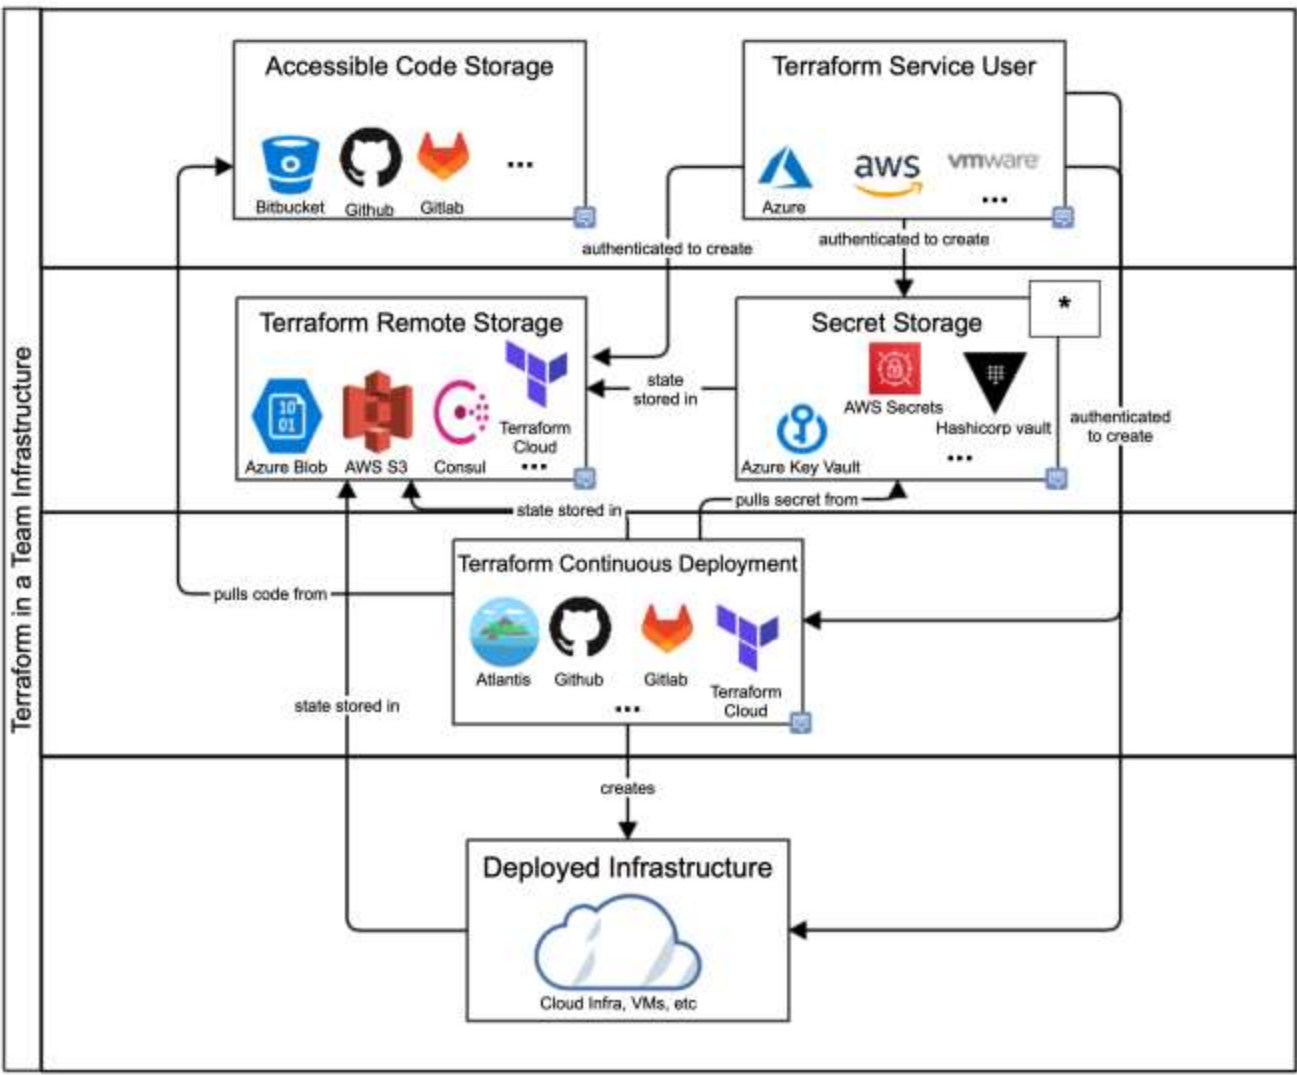 Terraform in a Team Infrastructure
Accessible Code Storage
Bitbucket
Github
Gitlab
...
Terraform Service User
Azure
aws
vmware
...
authenticated to create
authenticated to create
Terraform Remote Storage
10
01
Azure Blob
AWS S3
Consul
Terraform
Cloud
...
state
stored in
Secret Storage
*
AWS Secrets
Hashicorp vault
Azure Key Vault
...
authenticated
to create
state stored in
pulls secret from
Terraform Continuous Deployment
pulls code from
Atlantis
Github
Gitlab
Terraform
Cloud
...
state stored in
creates
Deployed Infrastructure
Cloud Infra, VMs, etc